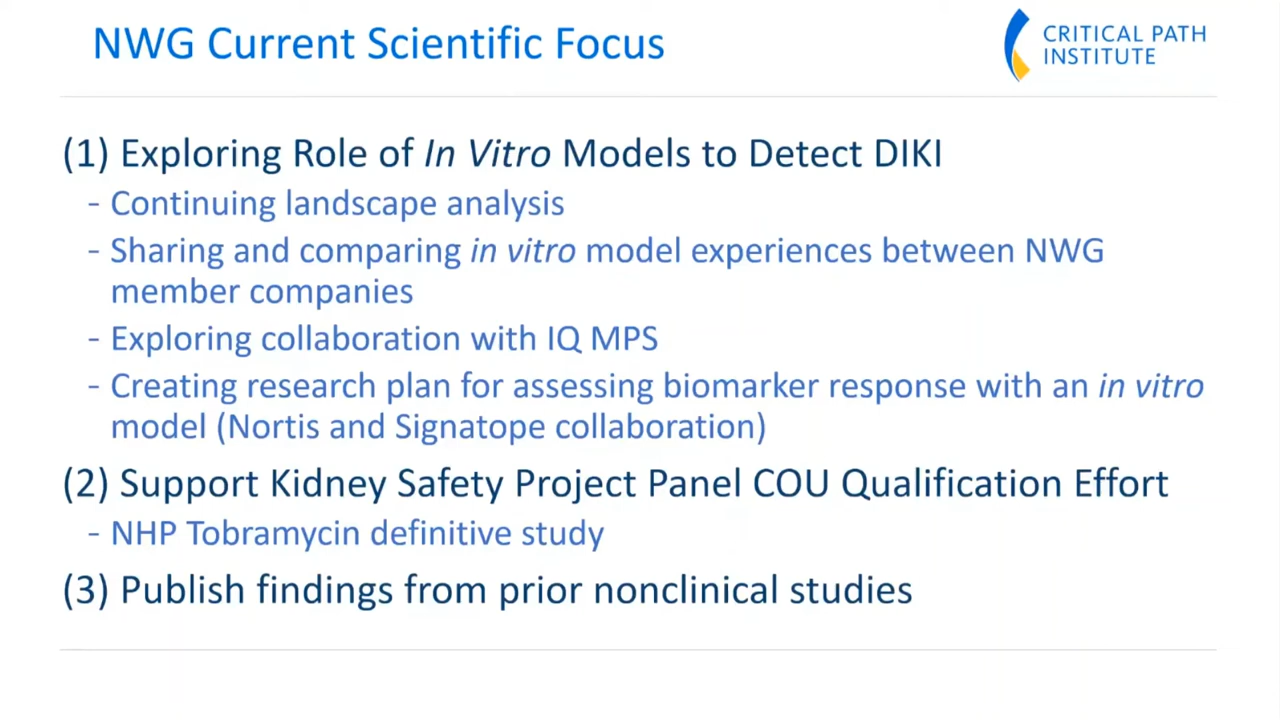 NWG Current Scientific Focus
CRITICAL PATH
INSTITUTE
(1) Exploring Role of In Vitro Models to Detect DIKI
- Continuing landscape analysis
- Sharing and comparing in vitro model experiences between NWG
member companies
- Exploring collaboration with IQ MPS
- Creating research plan for assessing biomarker response with an in vitro
model (Nortis and Signatope collaboration)
(2) Support Kidney Safety Project Panel COU Qualification Effort
- NHP Tobramycin definitive study
(3) Publish findings from prior nonclinical studies